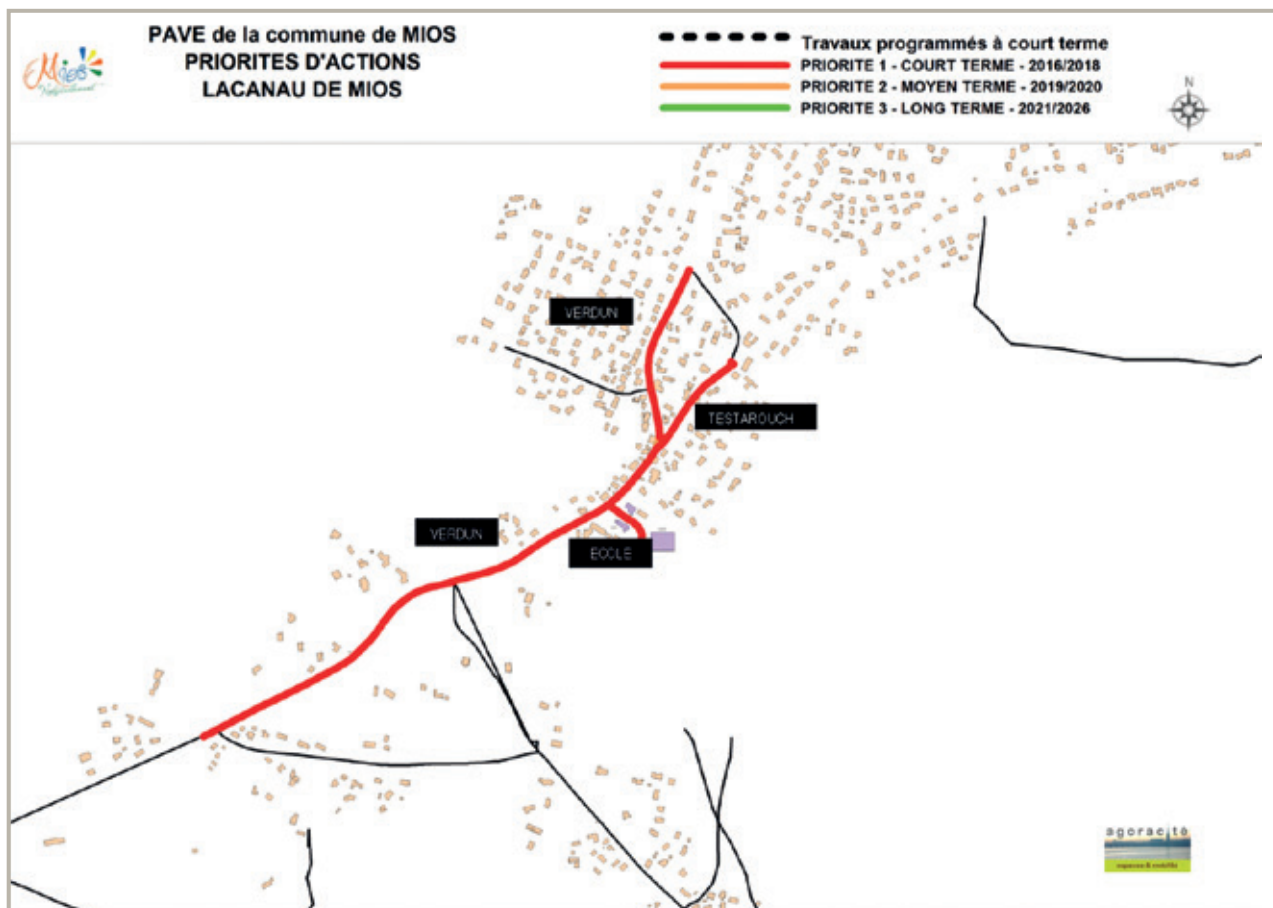 Mios
PAVE de la commune de MIOS
PRIORITES D'ACTIONS
LACANAU DE MIOS
Travaux programmés à court terme
PRIORITE 1 - COURT TERME - 2016/2018
PRIORITE 2 - MOYEN TERME - 2019/2020
PRIORITE 3 - LONG TERME - 2021/2026
N
VERDUN
TESTAROUCH
VERDUN
ECOLE
agoracité